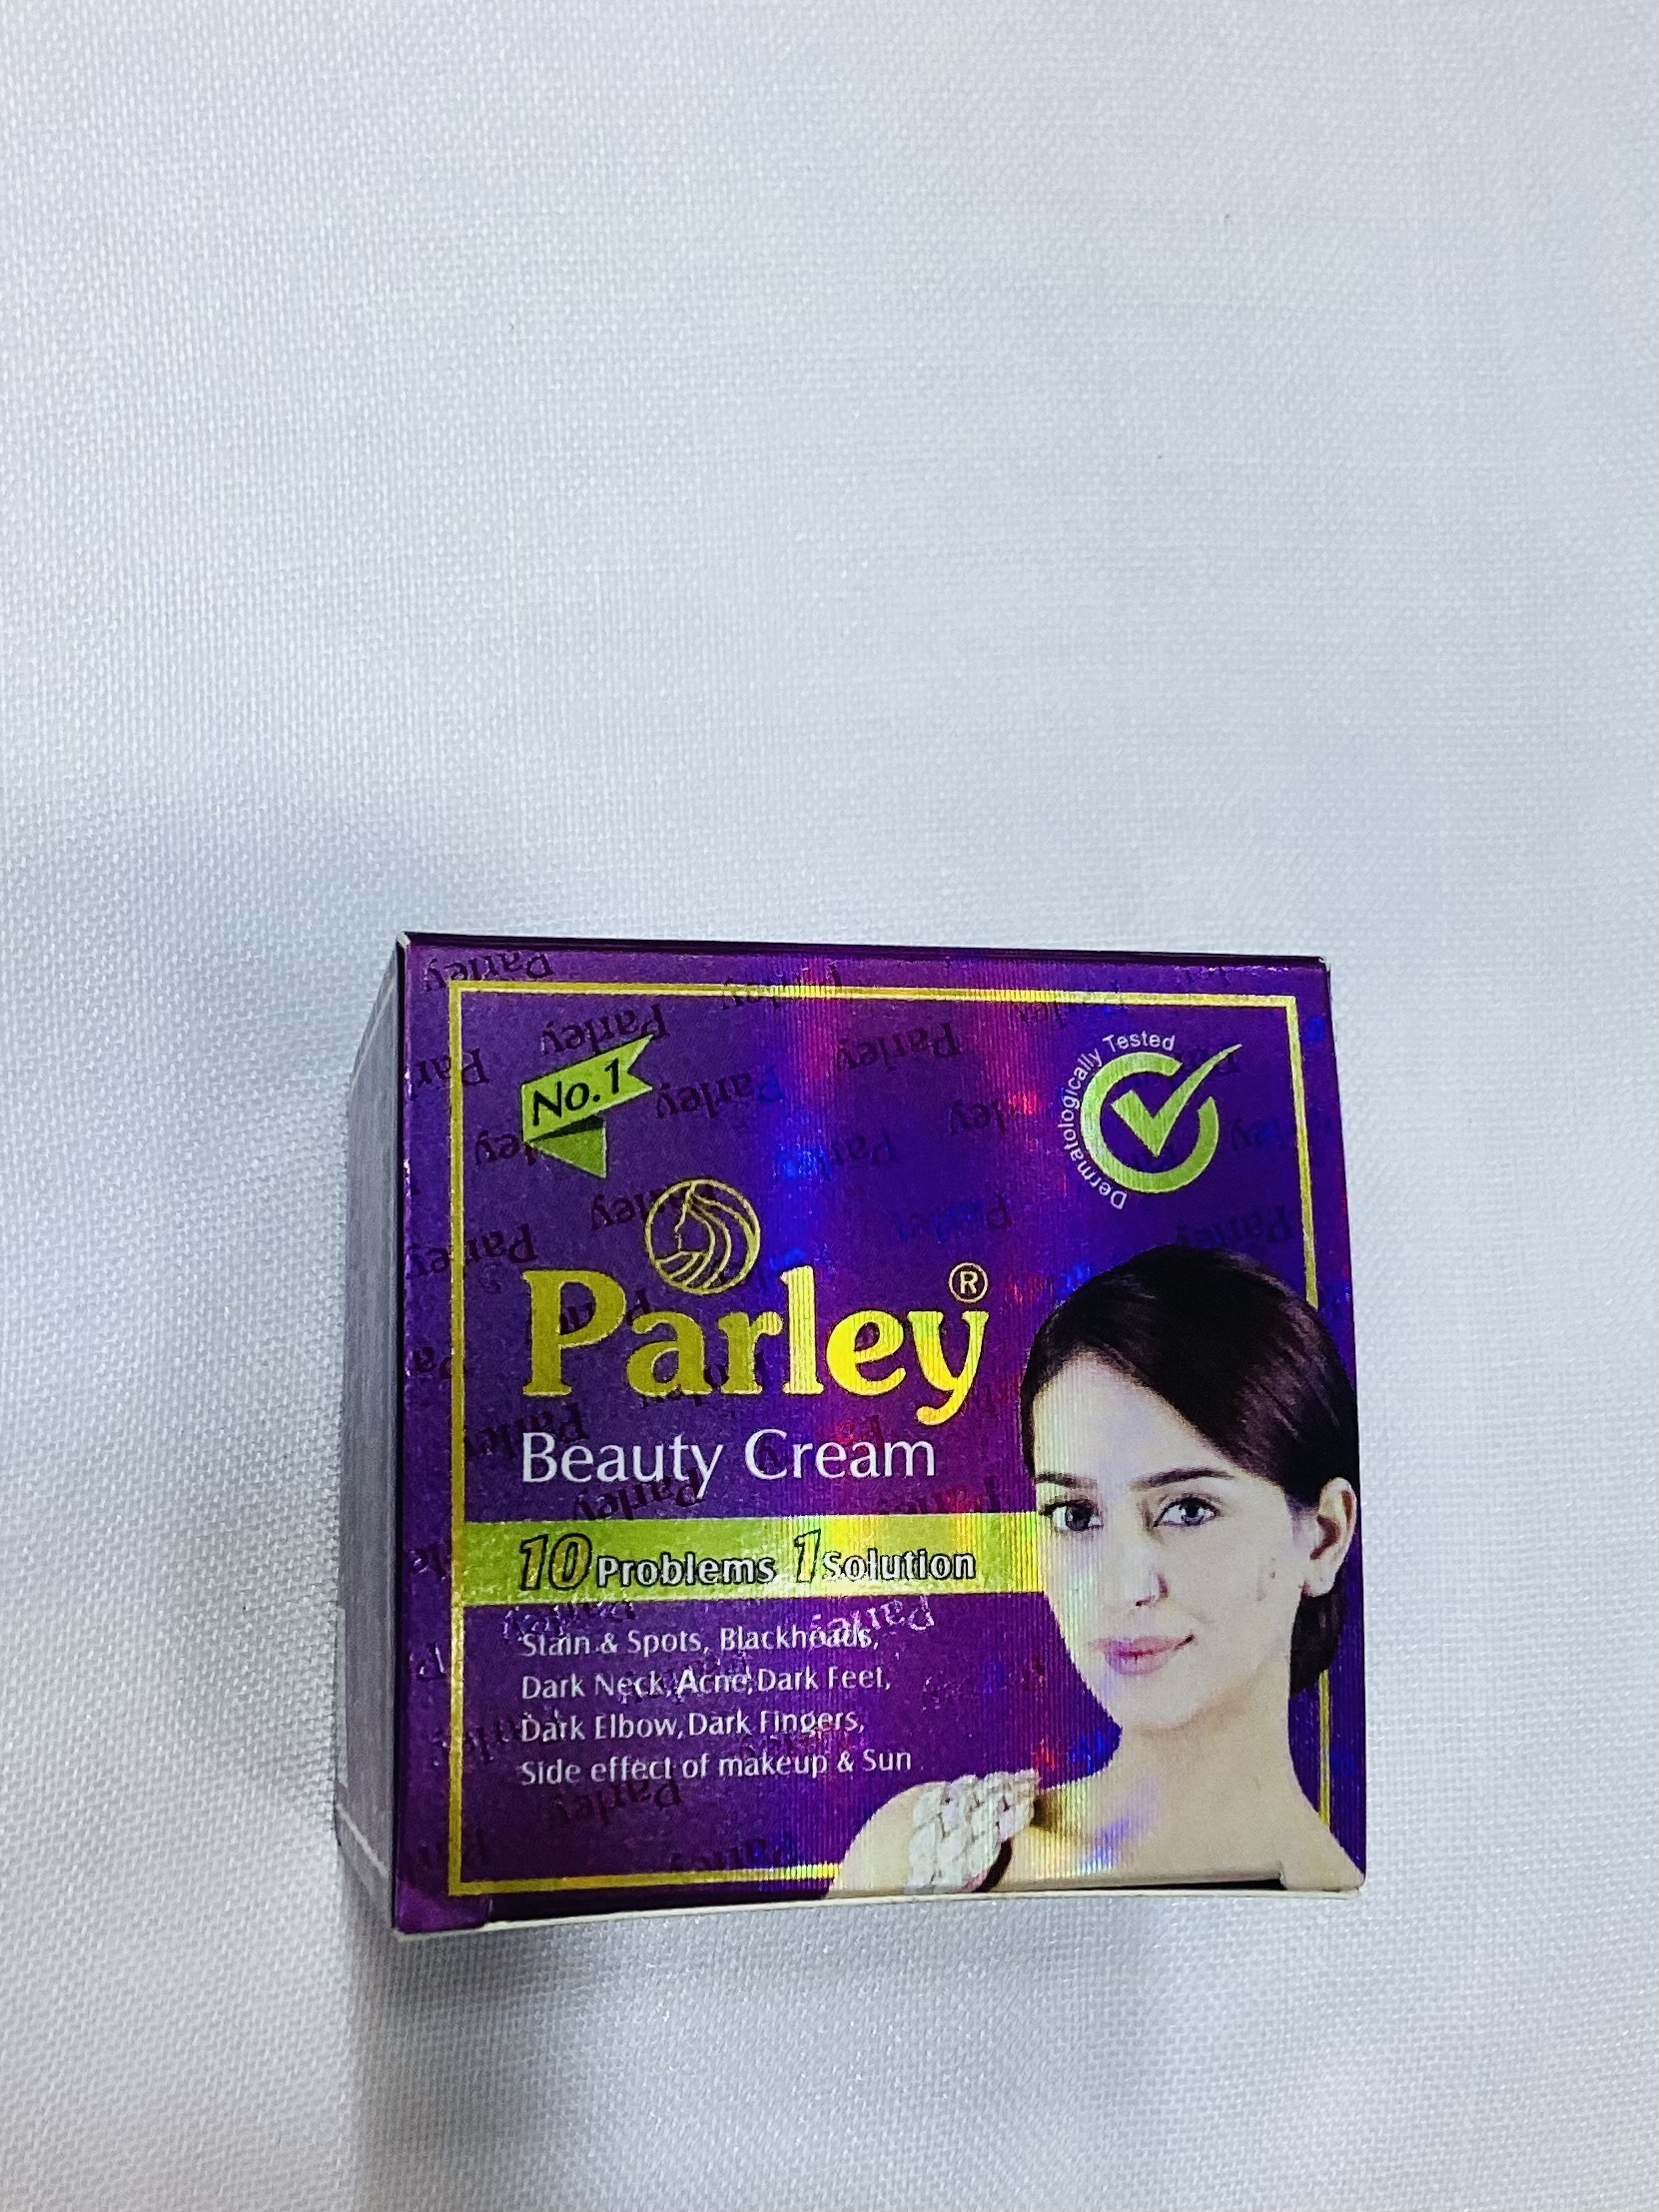 No.1
Dermatologically Tested
Parley®
Beauty Cream
10 Problems 1 Solution
Stain & Spots, Blackheads,
Dark Neck, Acne, Dark Feet,
Dark Elbow, Dark Fingers,
Side effect of makeup & Sun